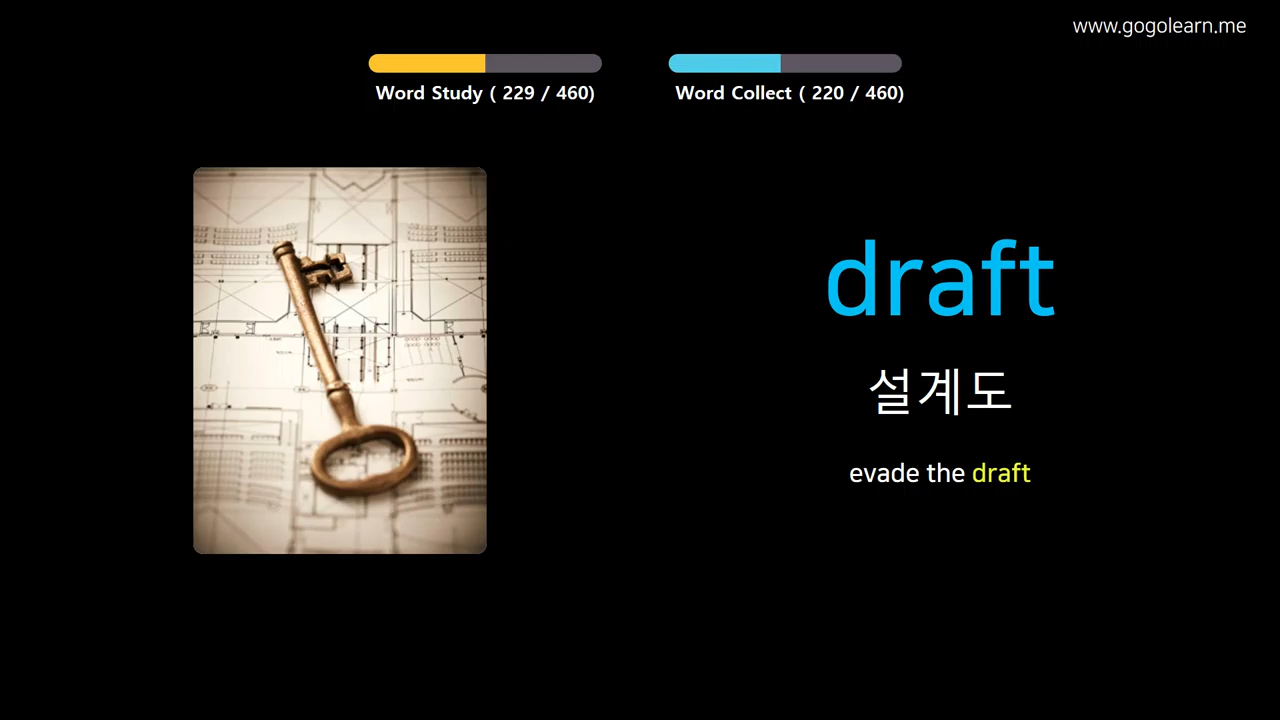 www.gogolearn.me
Word Study ( 229 / 460)
Word Collect ( 220 / 460)
draft
설계도
evade the draft